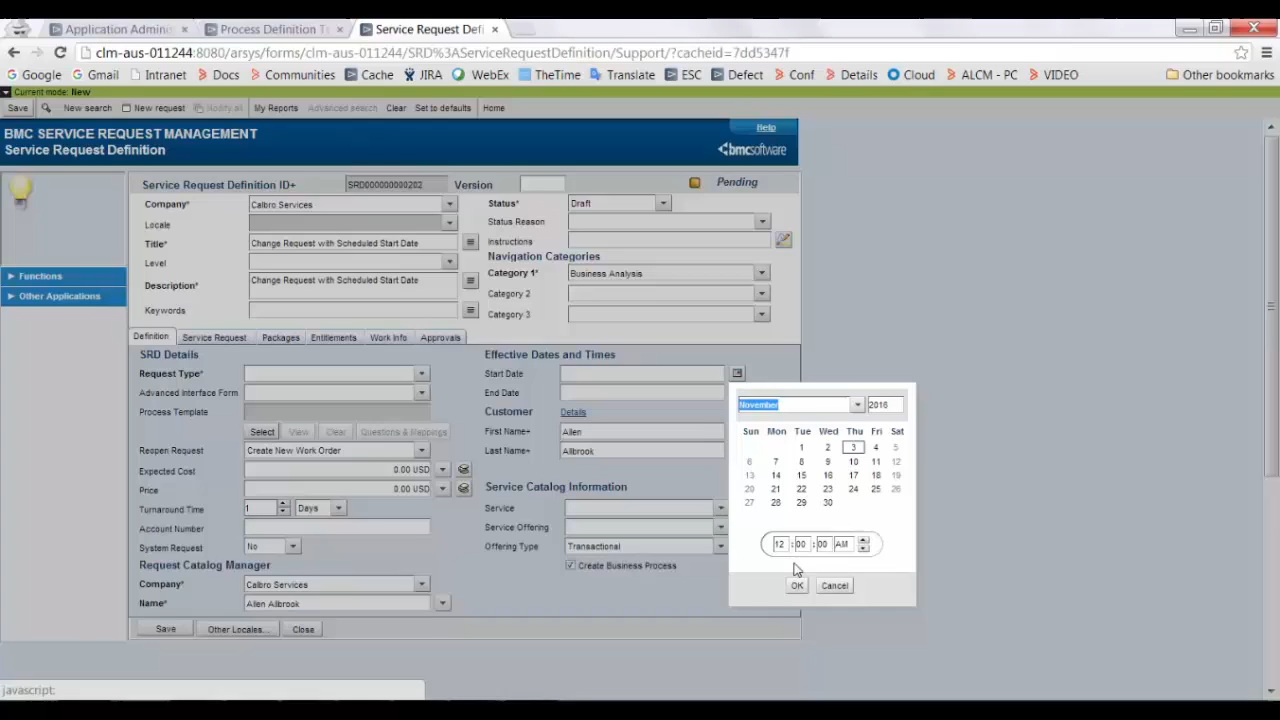 Application Admini ×
Process Definition Te ×
Service Request Defi ×
clm-aus-011244:8080/arsys/forms/clm-aus-011244/SRD%3AServiceRequestDefinition/Support/?cacheid=7dd5347f
Google Gmail Intranet Docs Communities Cache JIRA WebEx TheTime Translate ESC Defect Conf Details Cloud ALCM - PC VIDEO Other bookmarks
Current mode: New
Save New search New request Modify all My Reports Advanced search Clear Set to defaults Home
BMC SERVICE REQUEST MANAGEMENT
Help
Service Request Definition
bmcsoftware
Service Request Definition ID+ SRD000000000202 Version Pending
Company* Calbro Services Status* Draft
Locale Status Reason
Title* Change Request with Scheduled Start Date Instructions
Navigation Categories
Level Category 1* Business Analysis
Functions
Description* Change Request with Scheduled Start Date Category 2
Other Applications
Keywords Category 3
Definition Service Request Packages Entitlements Work Info Approvals
SRD Details Effective Dates and Times
Request Type* Start Date
Advanced Interface Form End Date
Process Template Customer Details
Select View Clear Questions & Mappings First Name+ Allen
Reopen Request Create New Work Order Last Name+ Allbrook
Expected Cost 0.00 USD
Price 0.00 USD Service Catalog Information
Turnaround Time 1 Days Service
Account Number Service Offering
System Request No Offering Type Transactional
Request Catalog Manager Create Business Process
Company* Calbro Services
Name* Allen Allbrook
Save Other Locales... Close
November 2016
Sun Mon Tue Wed Thu Fri Sat
1 2 3 4 5
6 7 8 9 10 11 12
13 14 15 16 17 18 19
20 21 22 23 24 25 26
27 28 29 30
12 : 00 : 00 AM
OK Cancel
javascript: